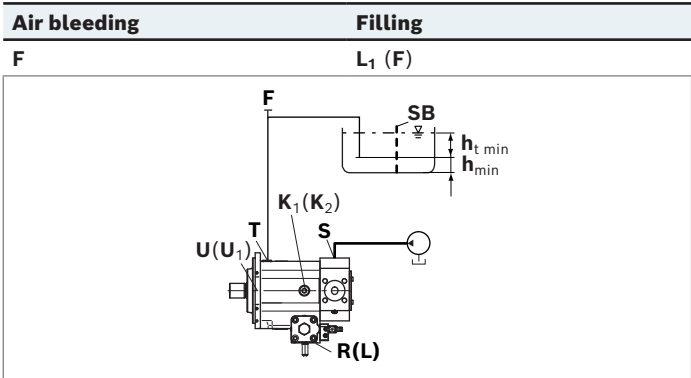 Air bleeding Filling
F L₁ (F)
F
SB
hₜ ₘᵢₙ
hₘᵢₙ
K₁(K₂)
T S
U(U₁)
R(L)